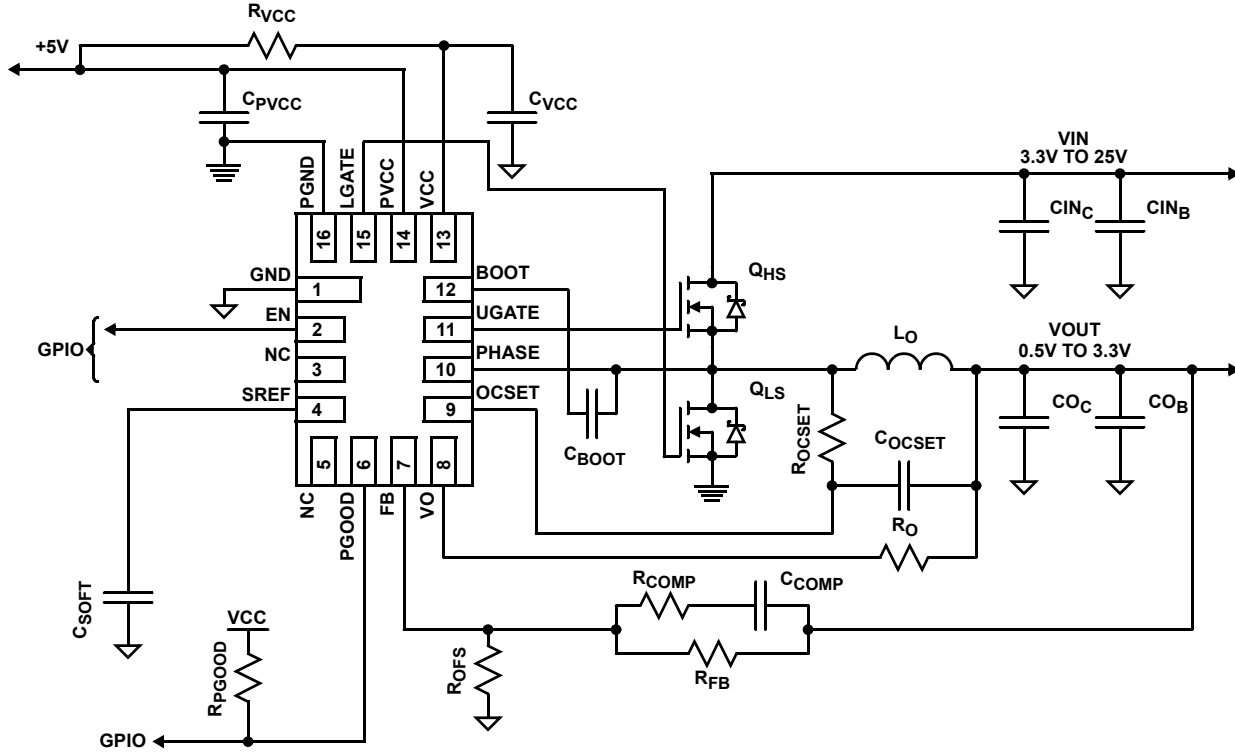 RVCC
+5V
CPVCC
CVCC
VIN
3.3V TO 25V
PGND
LGATE
PVCC
VCC
16
15
14
13
CINC
CINB
GND
1
12
BOOT
QHS
EN
2
11
UGATE
GPIO
NC
3
10
PHASE
LO
VOUT
0.5V TO 3.3V
SREF
4
9
OCSET
QLS
COC
COB
CBOOT
ROCSET
COCSET
5
6
7
8
NC
PGOOD
FB
VO
RO
CSOFT
RCOMP
CCOMP
VCC
RPGOOD
ROFS
RFB
GPIO